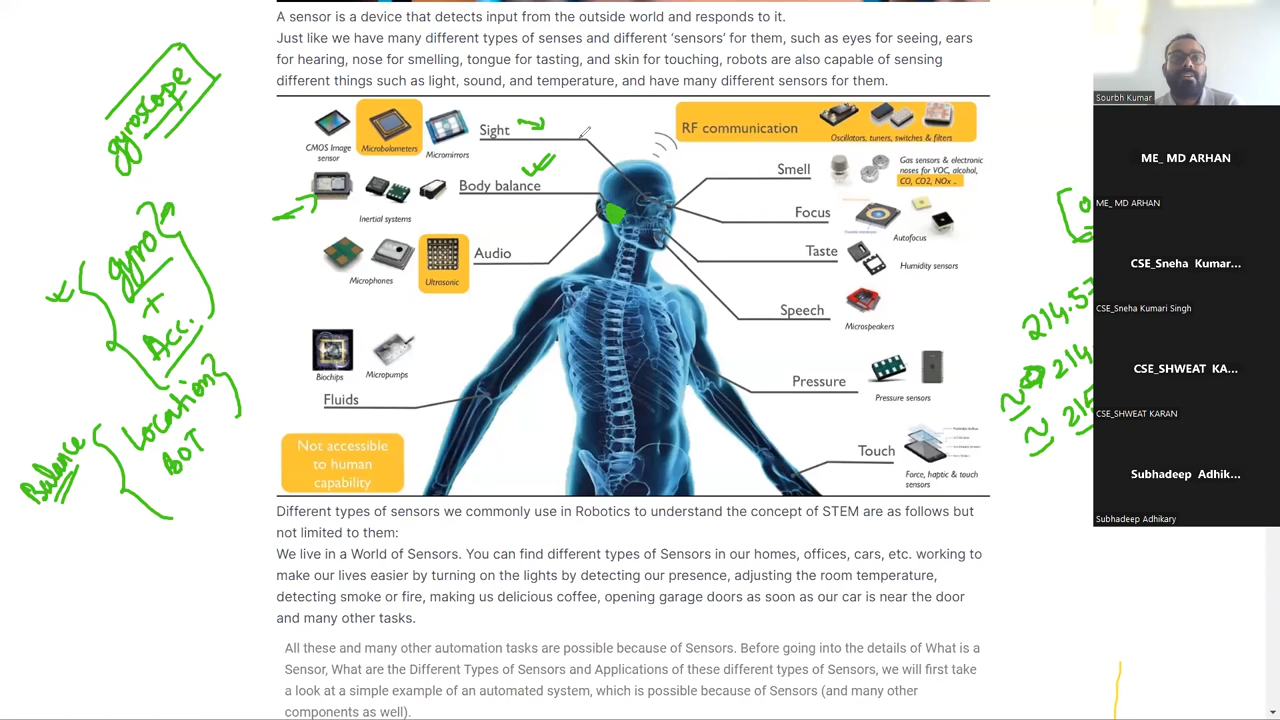 A sensor is a device that detects input from the outside world and responds to it.
Just like we have many different types of senses and different ‘sensors’ for them, such as eyes for seeing, ears
for hearing, nose for smelling, tongue for tasting, and skin for touching, robots are also capable of sensing
different things such as light, sound, and temperature, and have many different sensors for them.
gyroscope
gyro
+
Acc.
Location
BOT
Balance
CMOS Image
sensor
Microbolometers
Micromirrors
Sight
Body balance
Inertial systems
Audio
Microphones
Ultrasonic
Biochips
Micropumps
Fluids
Not accessible
to human
capability
RF communication
Oscillators, tuners, switches & filters
Smell
Gas sensors & electronic
noses for VOC, alcohol,
CO, CO2, NOx ..
Focus
Autofocus
Taste
Humidity sensors
Speech
Microspeakers
Pressure
Pressure sensors
Touch
Force, haptic & touch
sensors
214.57
≈ 214
≈ 215
Different types of sensors we commonly use in Robotics to understand the concept of STEM are as follows but
not limited to them:
We live in a World of Sensors. You can find different types of Sensors in our homes, offices, cars, etc. working to
make our lives easier by turning on the lights by detecting our presence, adjusting the room temperature,
detecting smoke or fire, making us delicious coffee, opening garage doors as soon as our car is near the door
and many other tasks.
All these and many other automation tasks are possible because of Sensors. Before going into the details of What is a
Sensor, What are the Different Types of Sensors and Applications of these different types of Sensors, we will first take
a look at a simple example of an automated system, which is possible because of Sensors (and many other
components as well).
Sourbh Kumar
ME_ MD ARHAN
ME_ MD ARHAN
CSE_Sneha Kumar...
CSE_Sneha Kumari Singh
CSE_SHWEAT KA...
CSE_SHWEAT KARAN
Subhadeep Adhik...
Subhadeep Adhikary